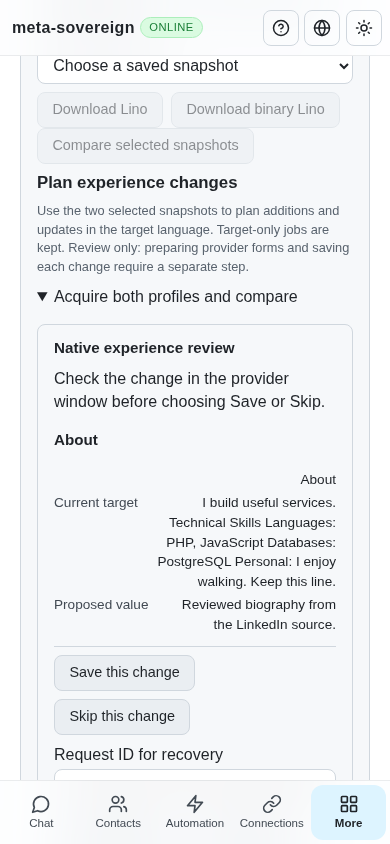 meta-sovereign ONLINE
Choose a saved snapshot
Download Lino Download binary Lino
Compare selected snapshots
Plan experience changes
Use the two selected snapshots to plan additions and
updates in the target language. Target-only jobs are
kept. Review only: preparing provider forms and saving
each change require a separate step.
▼ Acquire both profiles and compare
Native experience review
Check the change in the provider
window before choosing Save or Skip.
About
About
Current target I build useful services.
Technical Skills Languages:
PHP, JavaScript Databases:
PostgreSQL Personal: I enjoy
walking. Keep this line.
Proposed value Reviewed biography from
the LinkedIn source.
Save this change
Skip this change
Request ID for recovery
Chat Contacts Automation Connections More